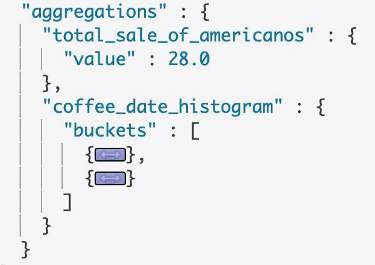 "aggregations" : {
"total_sale_of_americanos" : {
"value" : 28.0
},
"coffee_date_histogram" : {
"buckets" : [
{↔},
{↔}
]
}
}